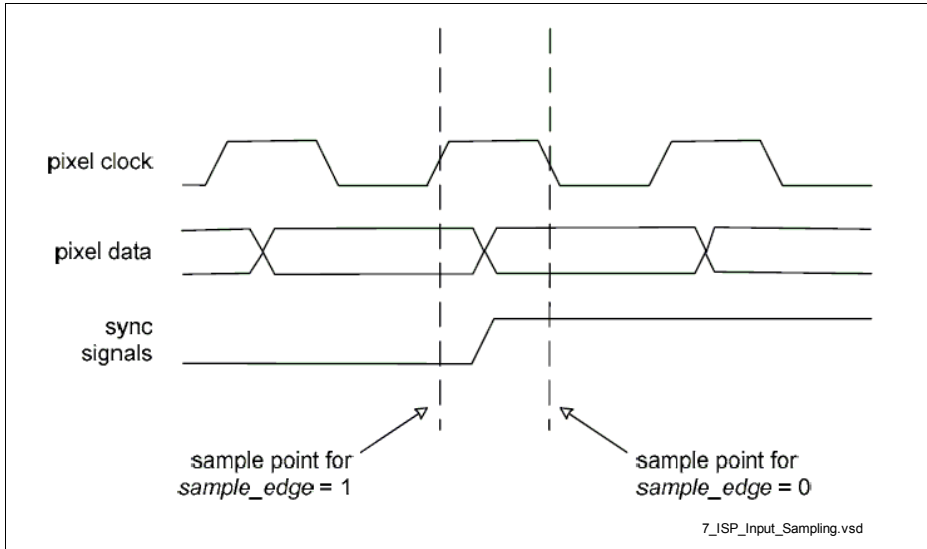 pixel clock
pixel data
sync
signals
sample point for
sample_edge = 1
sample point for
sample_edge = 0
7_ISP_Input_Sampling.vsd